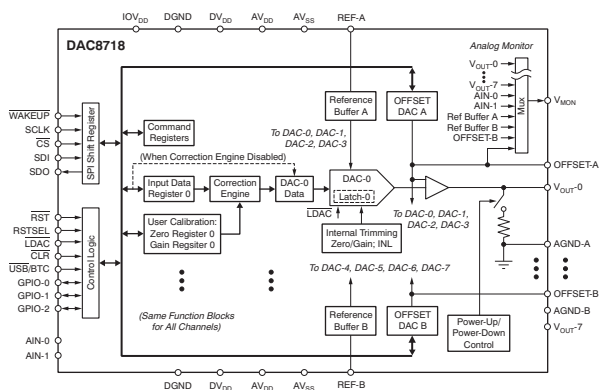 IOVDD DGND DVDD AVDD AVSS REF-A
DAC8718
Analog Monitor
VOUT-0
VOUT-7
AIN-0
AIN-1
Ref Buffer A
Ref Buffer B
OFFSET-B
Mux
VMON
WAKEUP
SCLK
CS
SDI
SDO
SPI Shift Register
Command
Registers
Reference
Buffer A
OFFSET
DAC A
To DAC-0, DAC-1,
DAC-2, DAC-3
OFFSET-A
(When Correction Engine Disabled)
Input Data
Register 0
Correction
Engine
DAC-0
Data
DAC-0
Latch-0
LDAC
VOUT-0
To DAC-0, DAC-1,
DAC-2, DAC-3
RST
RSTSEL
LDAC
CLR
USB/BTC
GPIO-0
GPIO-1
GPIO-2
Control Logic
User Calibration:
Zero Register 0
Gain Regsiter 0
Internal Trimming
Zero/Gain; INL
AGND-A
To DAC-4, DAC-5, DAC-6, DAC-7
OFFSET-B
(Same Function Blocks
for All Channels)
Reference
Buffer B
OFFSET
DAC B
Power-Up/
Power-Down
Control
AGND-B
VOUT-7
AIN-0
AIN-1
DGND DVDD AVDD AVSS REF-B